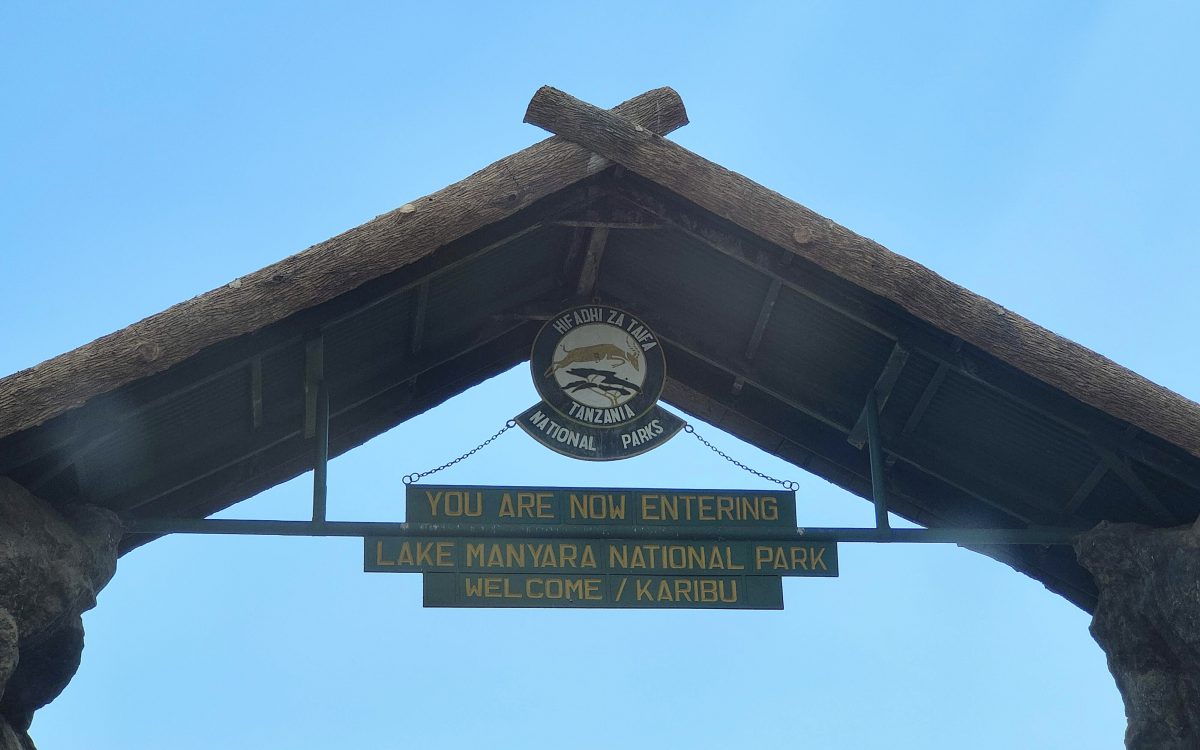 HIFADHI ZA TAIFA
TANZANIA
NATIONAL PARKS
YOU ARE NOW ENTERING
LAKE MANYARA NATIONAL PARK
WELCOME / KARIBU